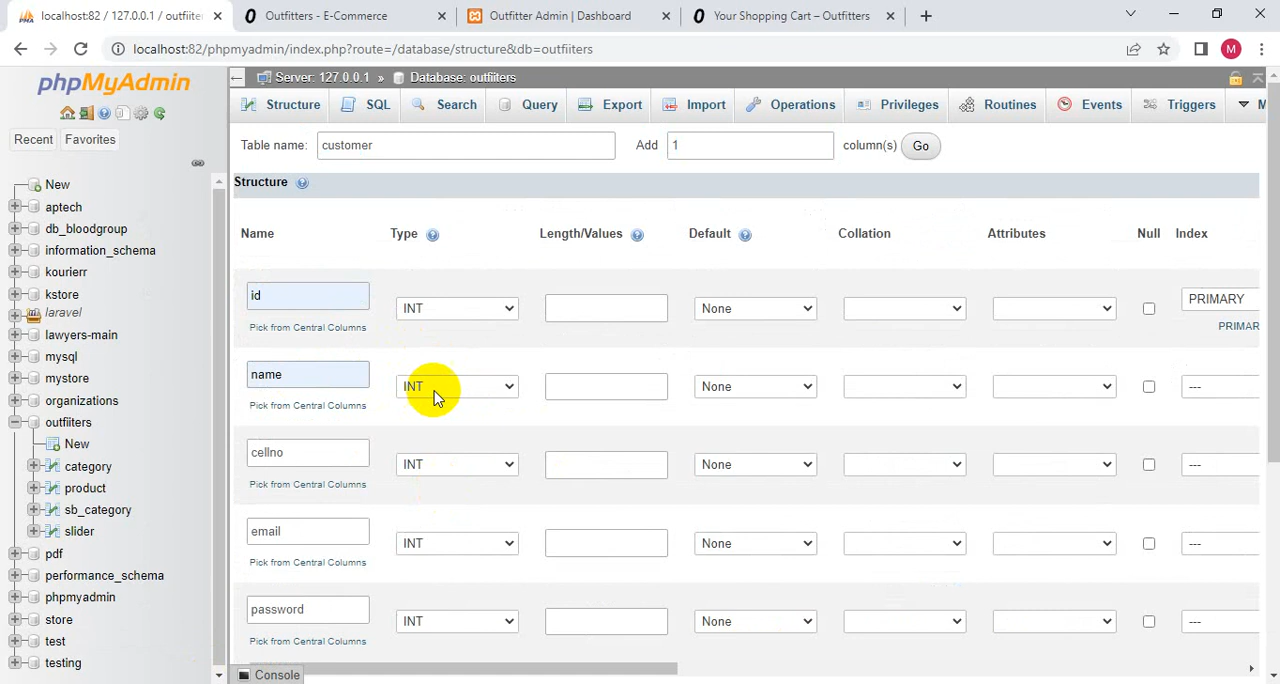 localhost:82 / 127.0.0.1 / outfiite
Outfitters - E-Commerce
Outfitter Admin | Dashboard
Your Shopping Cart – Outfitters
localhost:82/phpmyadmin/index.php?route=/database/structure&db=outfiiters
M
phpMyAdmin
Recent
Favorites
New
aptech
db_bloodgroup
information_schema
kourierr
kstore
laravel
lawyers-main
mysql
mystore
organizations
outfiiters
New
category
product
sb_category
slider
pdf
performance_schema
phpmyadmin
store
test
testing
Server: 127.0.0.1 » Database: outfiiters
Structure SQL Search Query Export Import Operations Privileges Routines Events Triggers M
Table name: customer Add 1 column(s) Go
Structure
Name Type Length/Values Default Collation Attributes Null Index
id INT None PRIMARY
Pick from Central Columns PRIMAR
name INT None ---
Pick from Central Columns
cellno INT None ---
Pick from Central Columns
email INT None ---
Pick from Central Columns
password INT None ---
Pick from Central Columns
Console